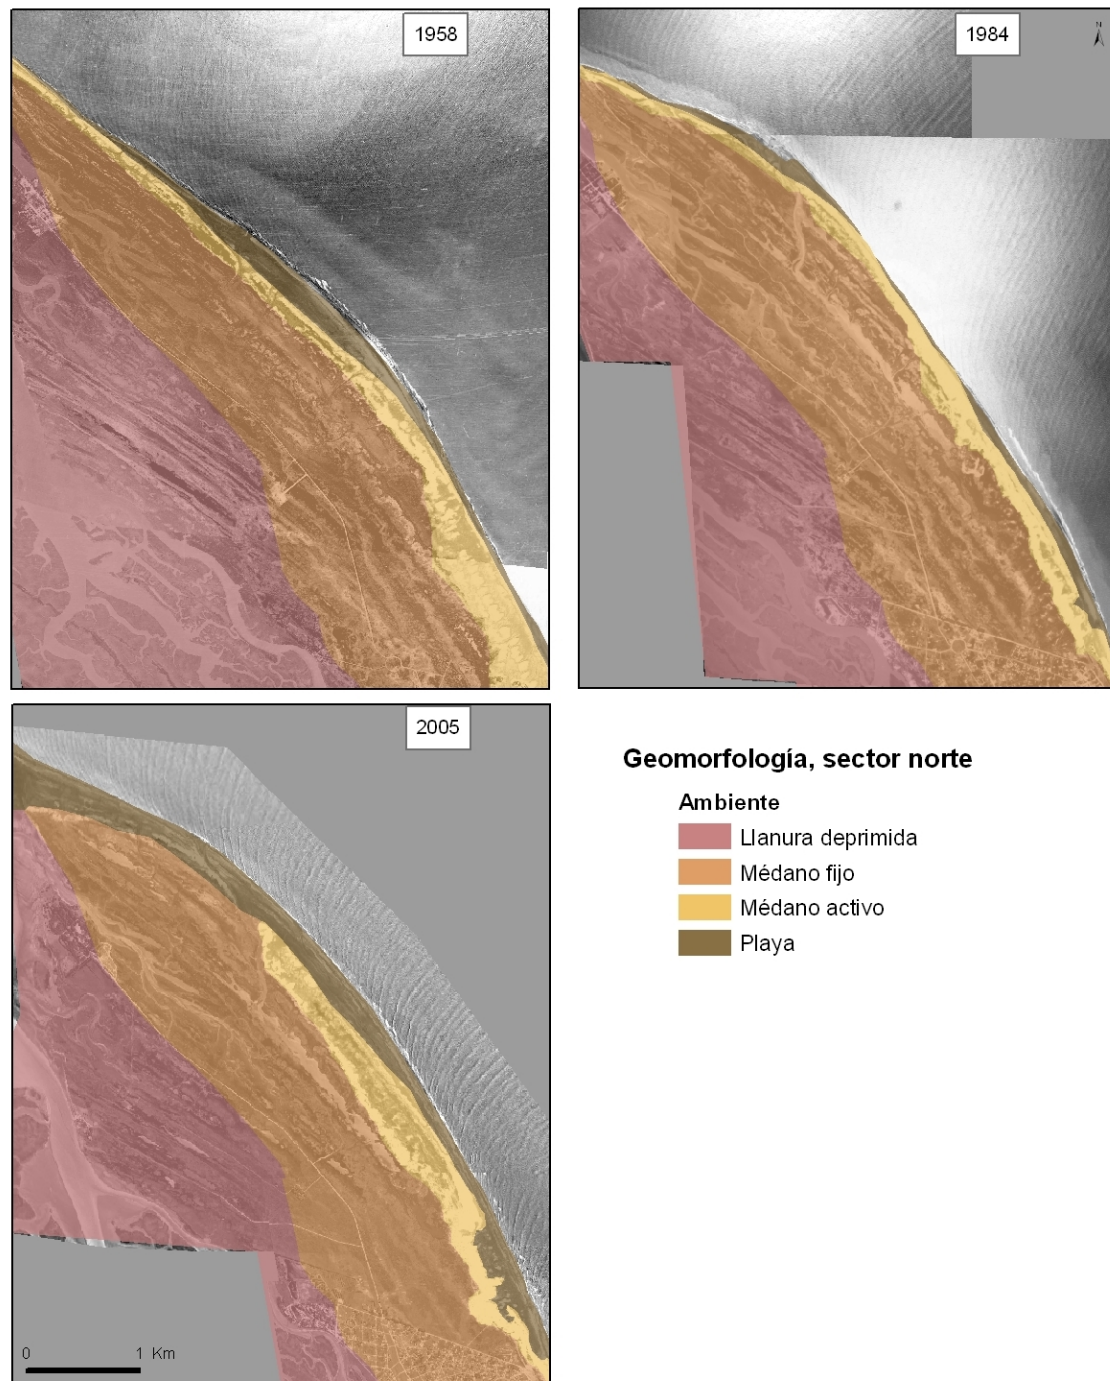 1958
1984
N
2005
Geomorfología, sector norte
Ambiente
Llanura deprimida
Médano fijo
Médano activo
Playa
0 1 Km